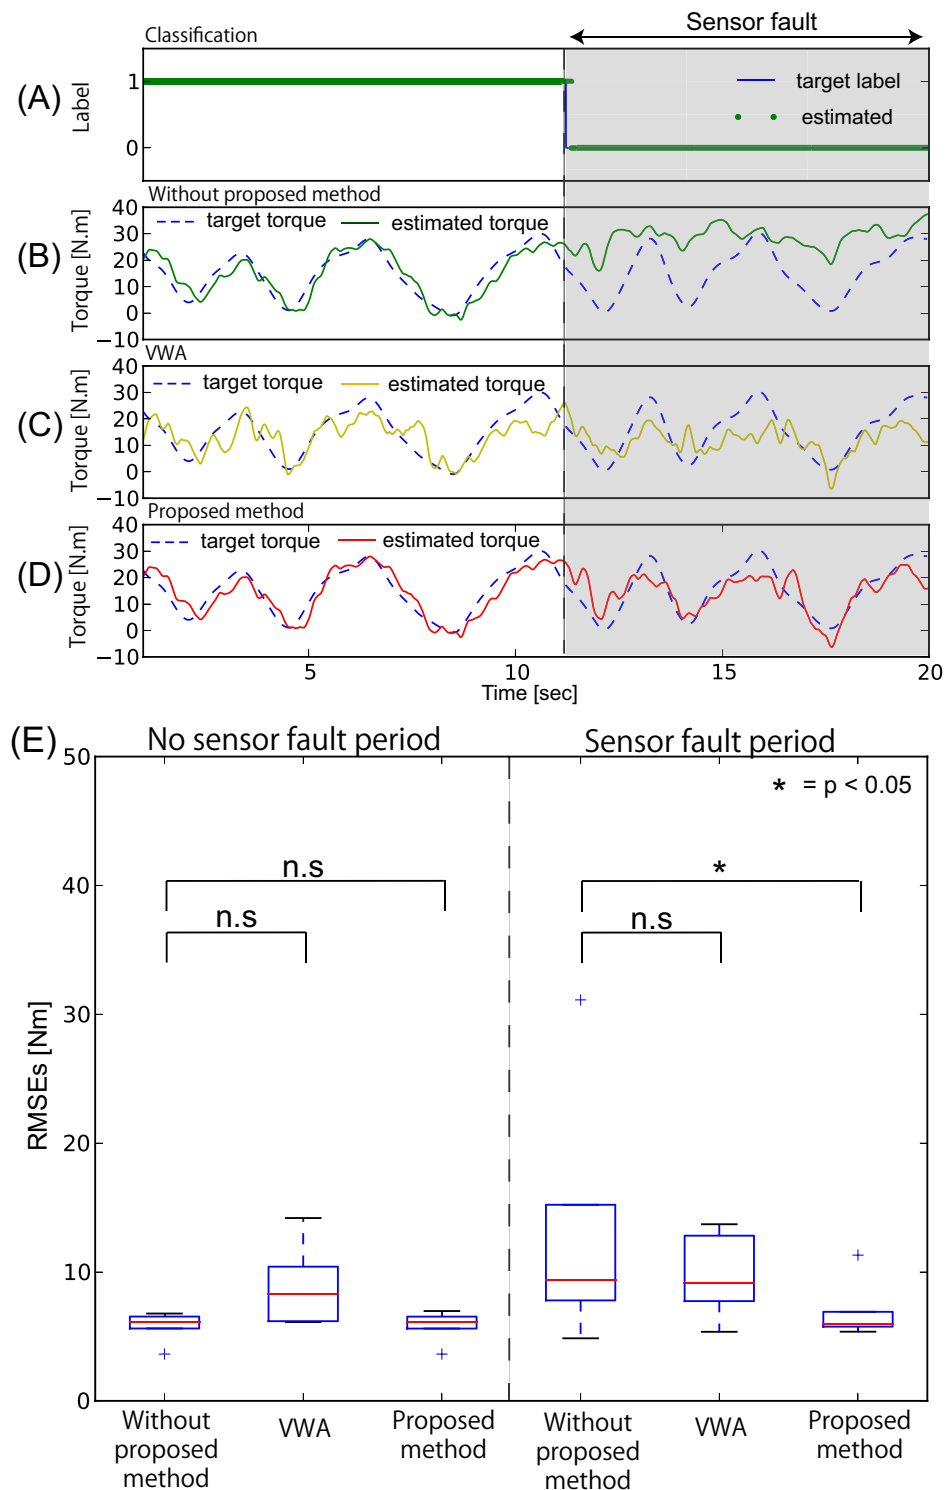 Classification
Sensor fault
(A)
Label
1
0
target label
estimated
Without proposed method
(B)
Torque [N.m]
40
30
20
10
0
−10
target torque
estimated torque
VWA
(C)
Torque [N.m]
40
30
20
10
0
−10
target torque
estimated torque
Proposed method
(D)
Torque [N.m]
40
30
20
10
0
−10
target torque
estimated torque
5
10
15
20
Time [sec]
(E)
No sensor fault period
Sensor fault period
* = p < 0.05
n.s
n.s
*
n.s
RMSEs [Nm]
50
40
30
20
10
0
Without
proposed
method
VWA
Proposed
method
Without
proposed
method
VWA
Proposed
method